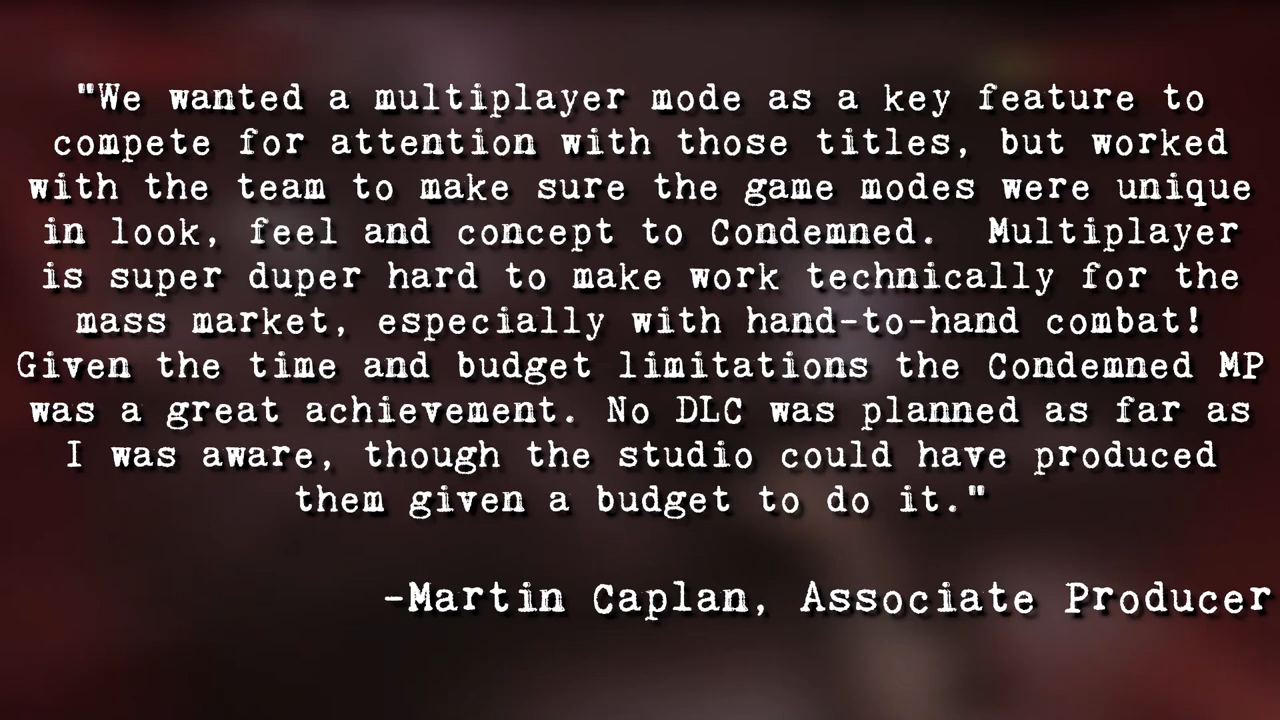 "We wanted a multiplayer mode as a key feature to
compete for attention with those titles, but worked
with the team to make sure the game modes were unique
in look, feel and concept to Condemned.  Multiplayer
is super duper hard to make work technically for the
mass market, especially with hand-to-hand combat!
Given the time and budget limitations the Condemned MP
was a great achievement. No DLC was planned as far as
I was aware, though the studio could have produced
them given a budget to do it."
-Martin Caplan, Associate Producer